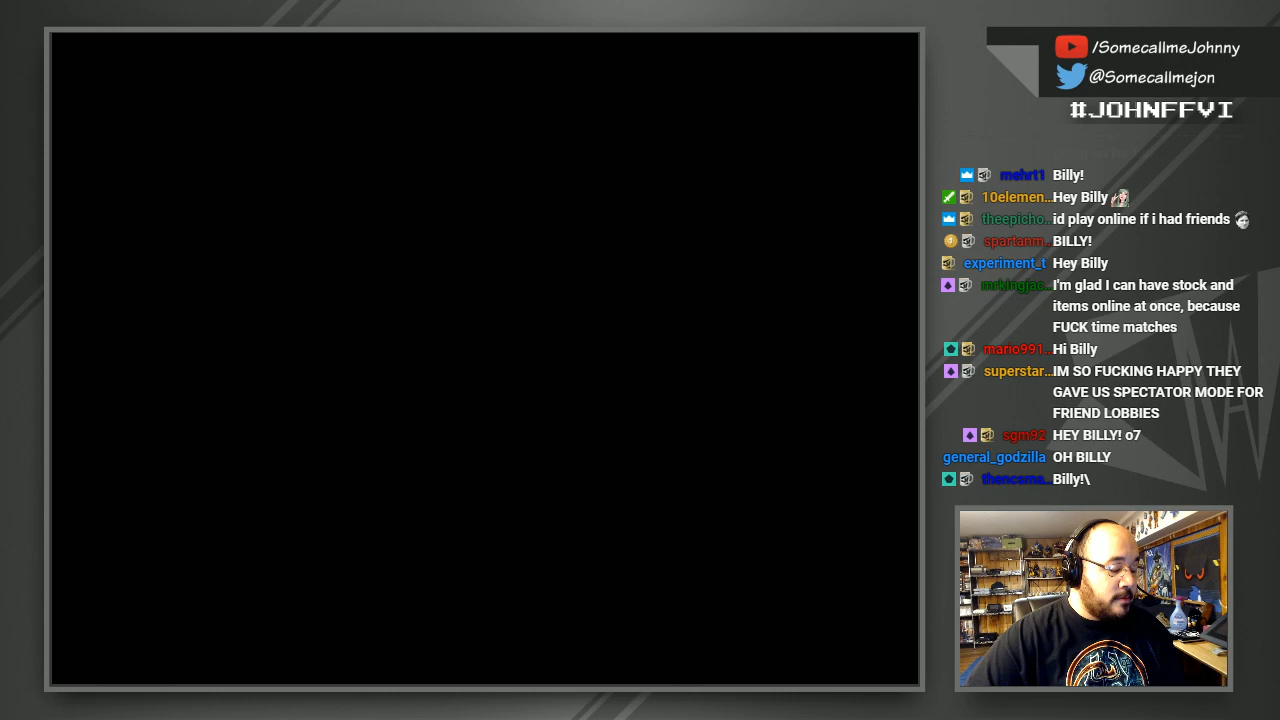 /SomecallmeJohnny
@Somecallmejon
#JOHNFFVI
mehrt1 Billy!
10elemen… Hey Billy
theepicho… id play online if i had friends
spartanm… BILLY!
experiment_t Hey Billy
mrkingjac… I'm glad I can have stock and
items online at once, because
FUCK time matches
mario991… Hi Billy
superstar… IM SO FUCKING HAPPY THEY
GAVE US SPECTATOR MODE FOR
FRIEND LOBBIES
sgm92 HEY BILLY! o7
general_godzilla OH BILLY
Billy!\